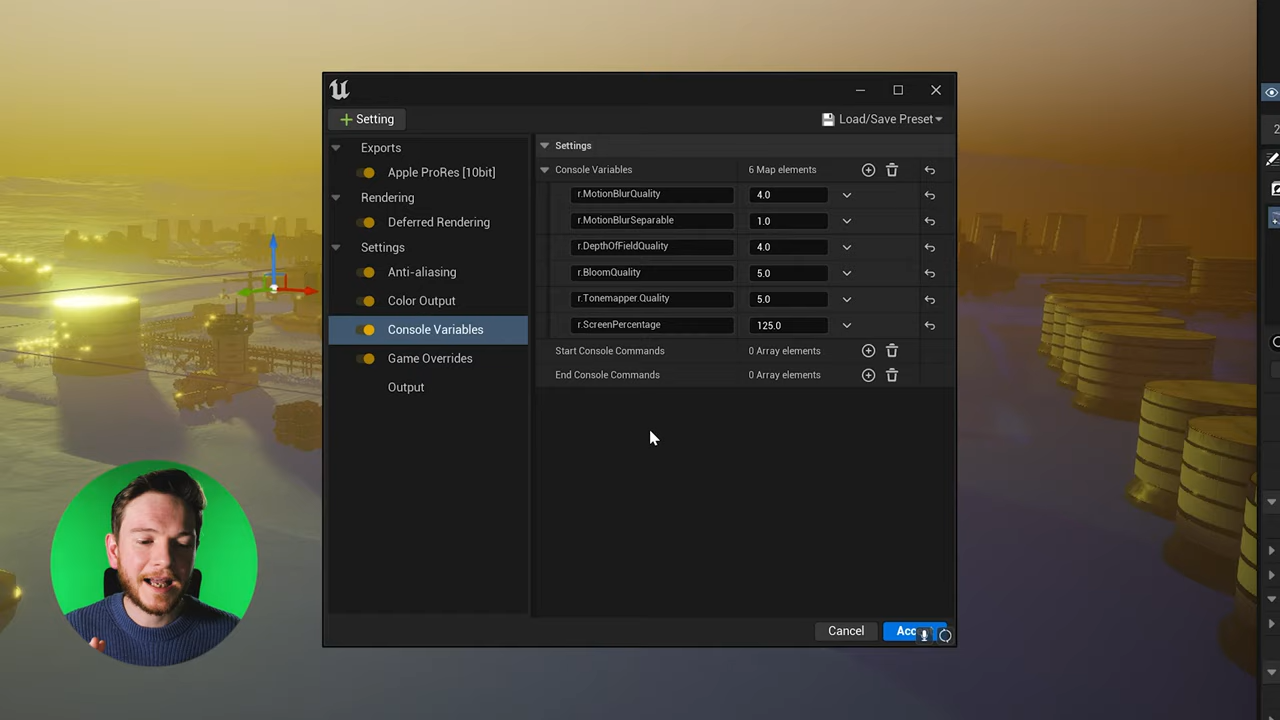 Setting
Load/Save Preset
Exports
Apple ProRes [10bit]
Rendering
Deferred Rendering
Settings
Anti-aliasing
Color Output
Console Variables
Game Overrides
Output
Settings
Console Variables 6 Map elements
r.MotionBlurQuality 4.0
r.MotionBlurSeparable 1.0
r.DepthOfFieldQuality 4.0
r.BloomQuality 5.0
r.Tonemapper.Quality 5.0
r.ScreenPercentage 125.0
Start Console Commands 0 Array elements
End Console Commands 0 Array elements
Cancel